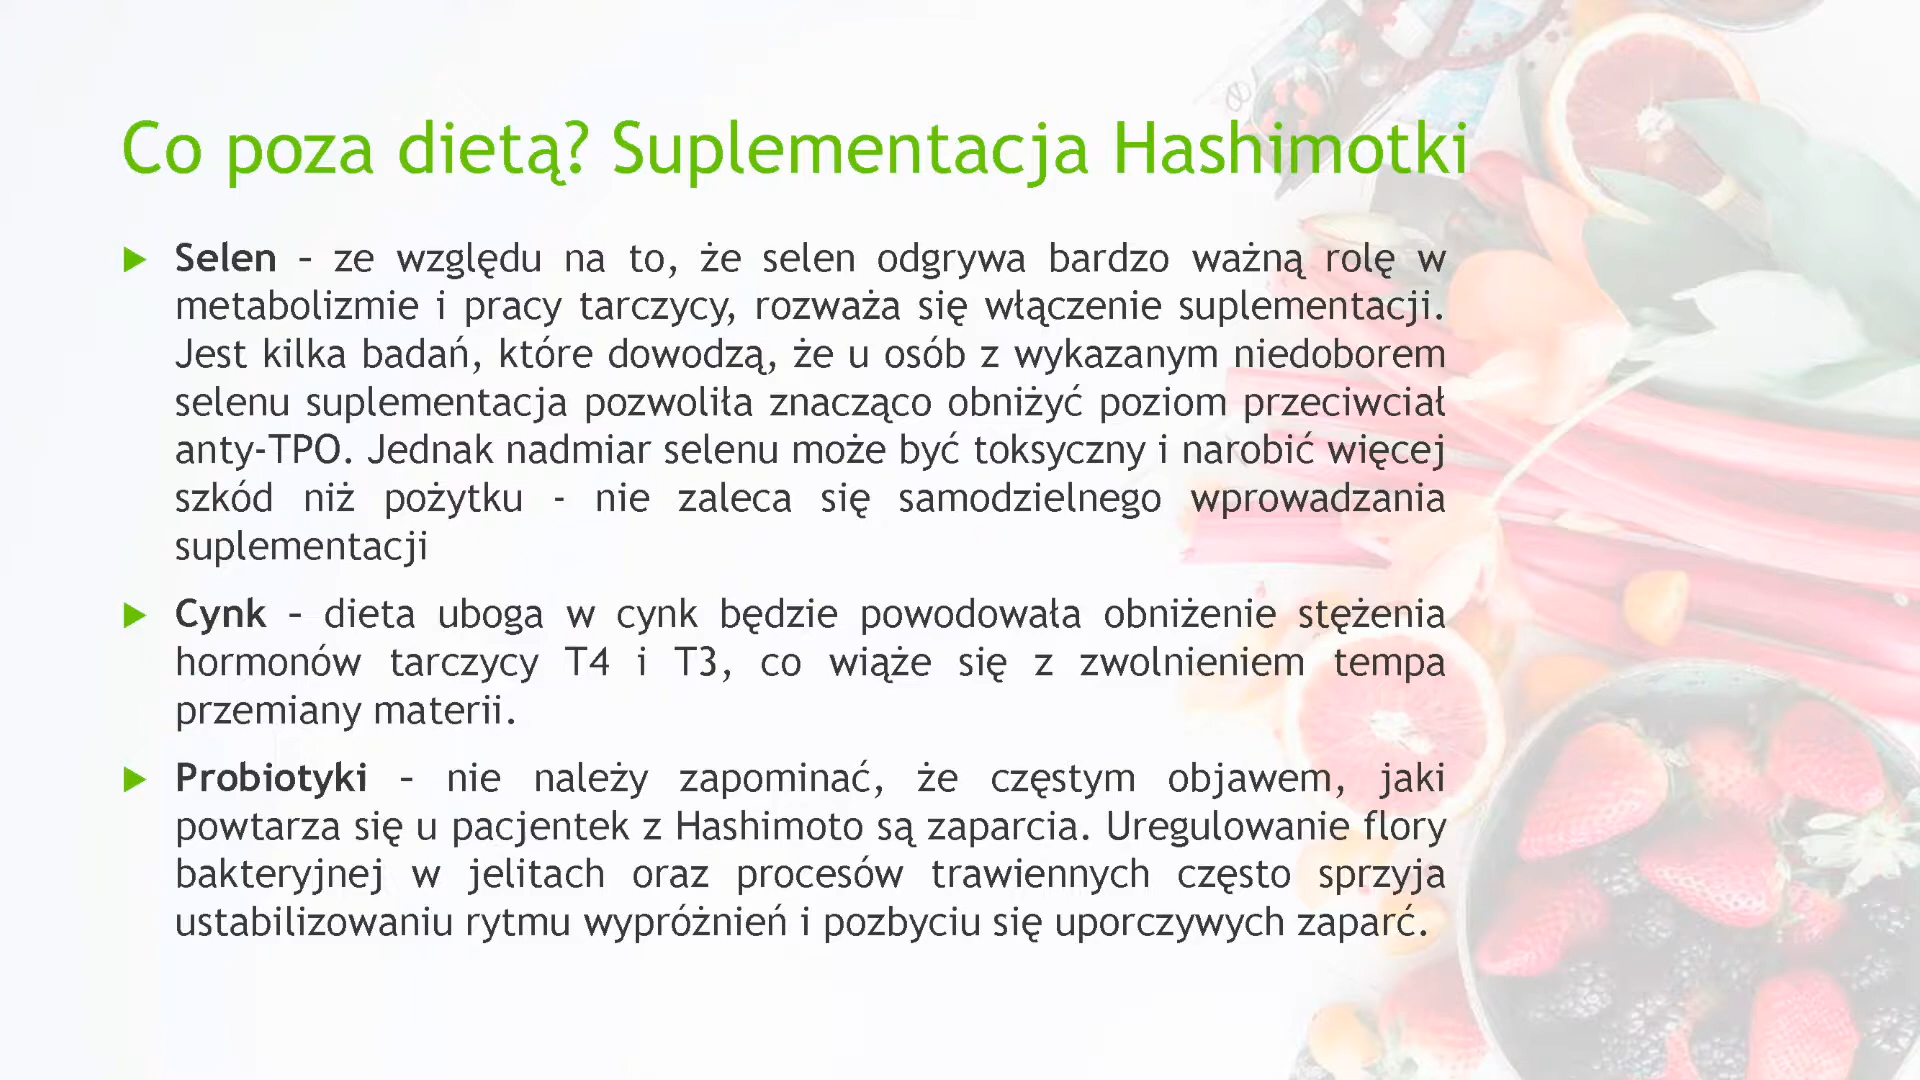 Co poza dietą? Suplementacja Hashimotki
Selen – ze względu na to, że selen odgrywa bardzo ważną rolę w
metabolizmie i pracy tarczycy, rozważa się włączenie suplementacji.
Jest kilka badań, które dowodzą, że u osób z wykazanym niedoborem
selenu suplementacja pozwoliła znacząco obniżyć poziom przeciwciał
anty-TPO. Jednak nadmiar selenu może być toksyczny i narobić więcej
szkód niż pożytku - nie zaleca się samodzielnego wprowadzania
suplementacji
Cynk – dieta uboga w cynk będzie powodowała obniżenie stężenia
hormonów tarczycy T4 i T3, co wiąże się z zwolnieniem tempa
przemiany materii.
Probiotyki – nie należy zapominać, że częstym objawem, jaki
powtarza się u pacjentek z Hashimoto są zaparcia. Uregulowanie flory
bakteryjnej w jelitach oraz procesów trawiennych często sprzyja
ustabilizowaniu rytmu wypróżnień i pozbyciu się uporczywych zaparć.